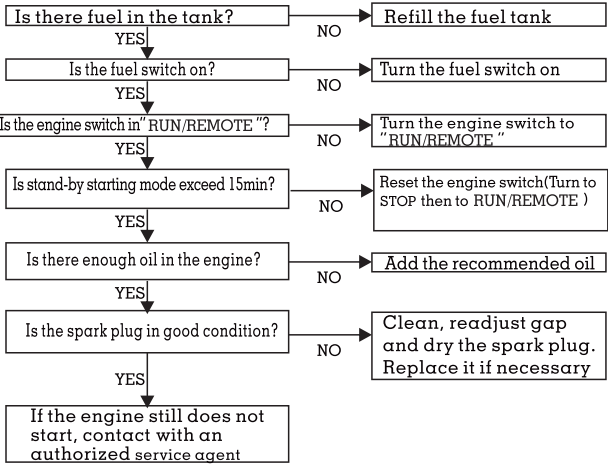 Is there fuel in the tank?
NO
Refill the fuel tank
YES
Is the fuel switch on?
NO
Turn the fuel switch on
YES
Is the engine switch in" RUN/REMOTE "?
NO
Turn the engine switch to
"RUN/REMOTE "
YES
Is stand-by starting mode exceed 15min?
NO
Reset the engine switch(Turn to
STOP then to RUN/REMOTE )
YES
Is there enough oil in the engine?
NO
Add the recommended oil
YES
Is the spark plug in good condition?
NO
Clean, readjust gap
and dry the spark plug.
Replace it if necessary
YES
If the engine still does not
start, contact with an
authorized service agent